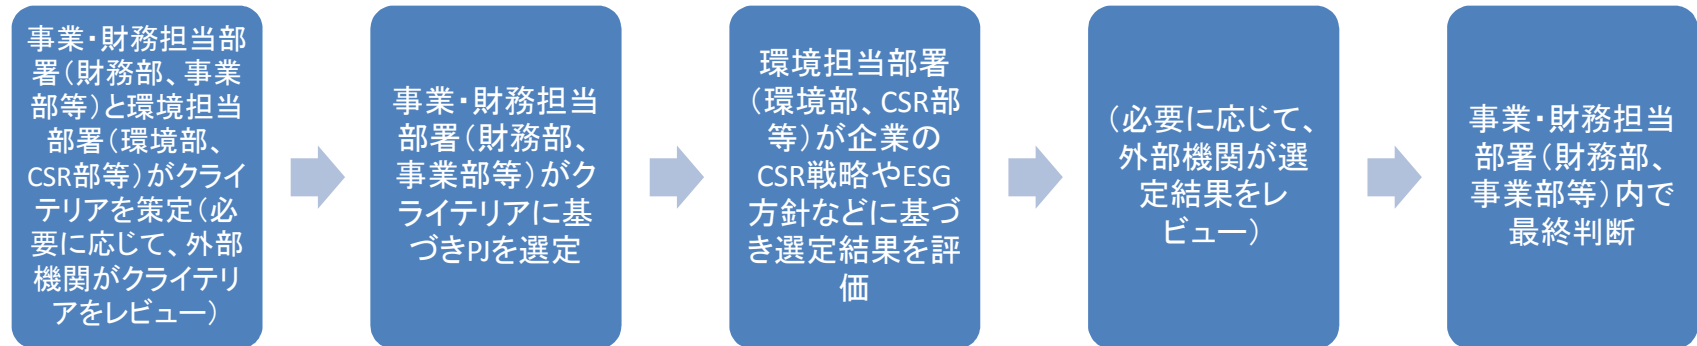 事業・財務担当部
署（財務部、事業
部等）と環境担当
部署（環境部、
CSR部等）がクライ
テリアを策定（必
要に応じて、外部
機関がクライテリ
アをレビュー）
事業・財務担当
部署（財務部、
事業部等）がク
ライテリアに基
づきPJを選定
環境担当部署
（環境部、CSR部
等）が企業の
CSR戦略やESG
方針などに基づ
き選定結果を評
価
（必要に応じて、
外部機関が選
定結果をレ
ビュー）
事業・財務担当
部署（財務部、
事業部等）内で
最終判断